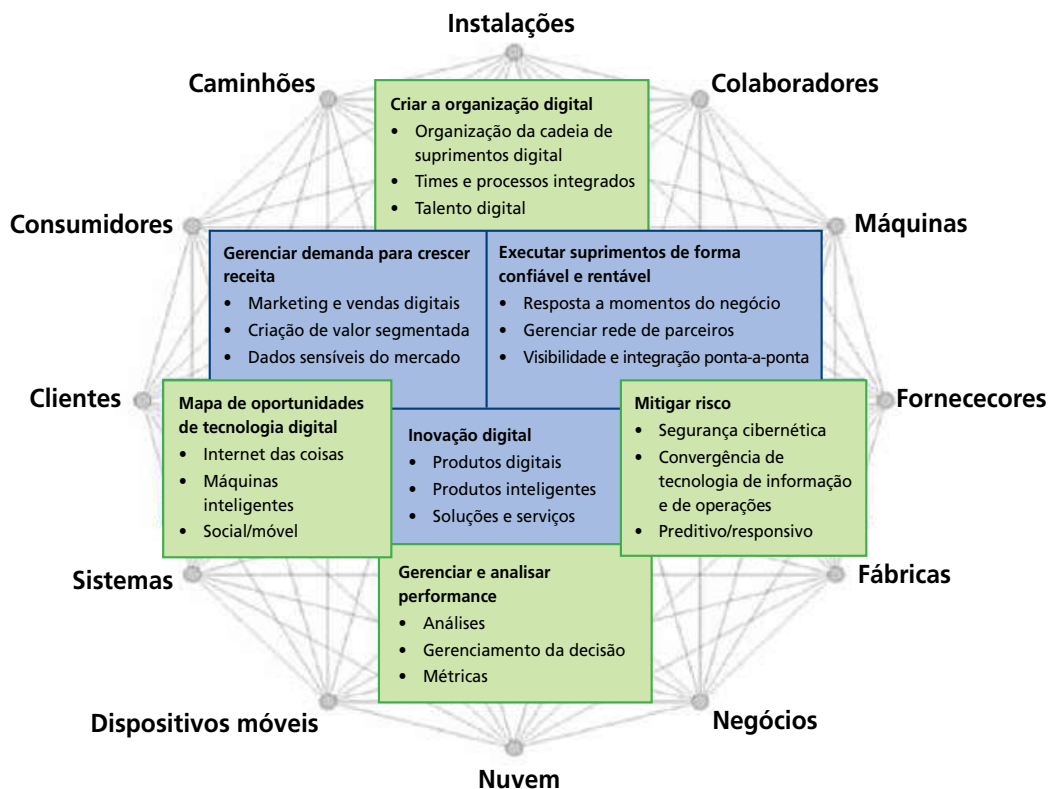 Instalações
Caminhões
Colaboradores
Criar a organização digital
• Organização da cadeia de
suprimentos digital
• Times e processos integrados
• Talento digital
Consumidores
Máquinas
Gerenciar demanda para crescer
receita
• Marketing e vendas digitais
• Criação de valor segmentada
• Dados sensíveis do mercado
Executar suprimentos de forma
confiável e rentável
• Resposta a momentos do negócio
• Gerenciar rede de parceiros
• Visibilidade e integração ponta-a-ponta
Clientes
Fornececores
Mapa de oportunidades
de tecnologia digital
• Internet das coisas
• Máquinas
inteligentes
• Social/móvel
Inovação digital
• Produtos digitais
• Produtos inteligentes
• Soluções e serviços
Mitigar risco
• Segurança cibernética
• Convergência de
tecnologia de informação
e de operações
• Preditivo/responsivo
Sistemas
Fábricas
Gerenciar e analisar
performance
• Análises
• Gerenciamento da decisão
• Métricas
Dispositivos móveis
Negócios
Nuvem